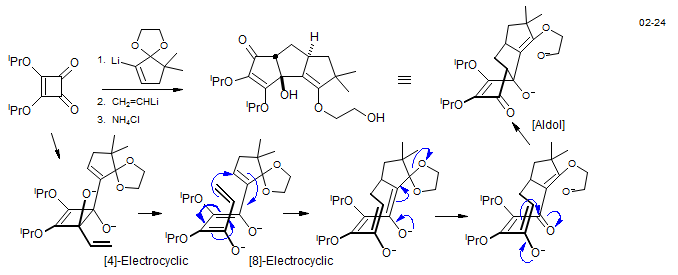 02-24
1. Li
O O
2. CH₂=CHLi
3. NH₄Cl
ⁱPrO O
ⁱPrO O
O H
ⁱPrO OH
OⁱPr O OH
≡
O
O⁻ O
ⁱPrO
ⁱPrO O⁻
O
[Aldol]
O⁻ O O
ⁱPrO
ⁱPrO O⁻
[4]-Electrocyclic
O O
ⁱPrO
ⁱPrO O⁻
O⁻
[8]-Electrocyclic
O
O
ⁱPrO
ⁱPrO O⁻
O⁻
O
O⁻
ⁱPrO
ⁱPrO O
O⁻